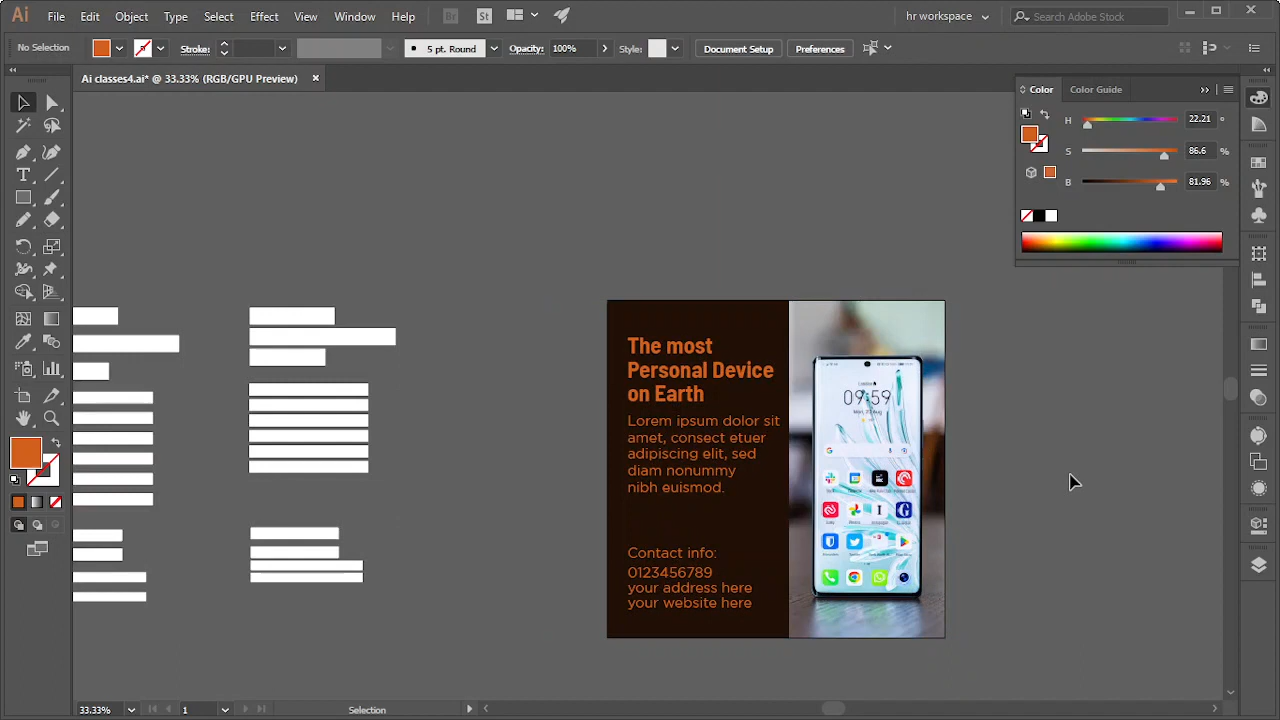 Ai File Edit Object Type Select Effect View Window Help Br St hr workspace Search Adobe Stock
No Selection Stroke: 5 pt. Round Opacity: 100% Style: Document Setup Preferences
Ai classes4.ai* @ 33.33% (RGB/GPU Preview) ×
Color Color Guide
H 22.21 °
S 86.6 %
B 81.96 %
The most
Personal Device
on Earth
Lorem ipsum dolor sit
amet, consect etuer
adipiscing elit, sed
diam nonummy
nibh euismod.
Contact info:
0123456789
your address here
your website here
09:59
33.33% 1 Selection